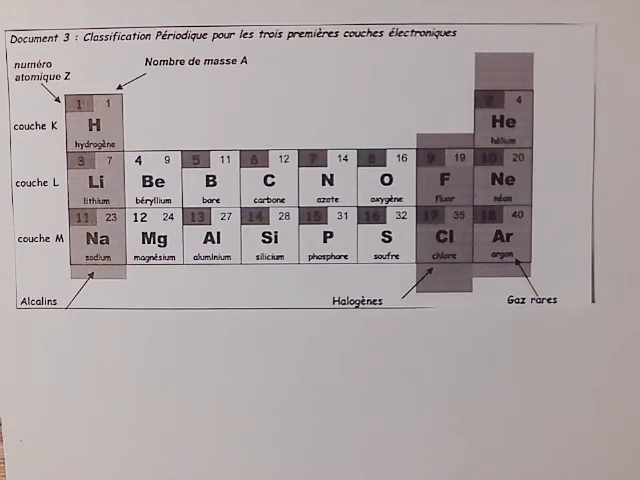 Document 3 : Classification Périodique pour les trois premières couches électroniques
numéro
atomique Z
Nombre de masse A
couche K
1 1
H
hydrogène
2 4
He
hélium
couche L
3 7
Li
lithium
4 9
Be
béryllium
5 11
B
bore
6 12
C
carbone
7 14
N
azote
8 16
O
oxygène
9 19
F
fluor
10 20
Ne
néon
couche M
11 23
Na
sodium
12 24
Mg
magnésium
13 27
Al
aluminium
14 28
Si
silicium
15 31
P
phosphore
16 32
S
soufre
17 35
Cl
chlore
18 40
Ar
argon
Alcalins
Halogènes
Gaz rares